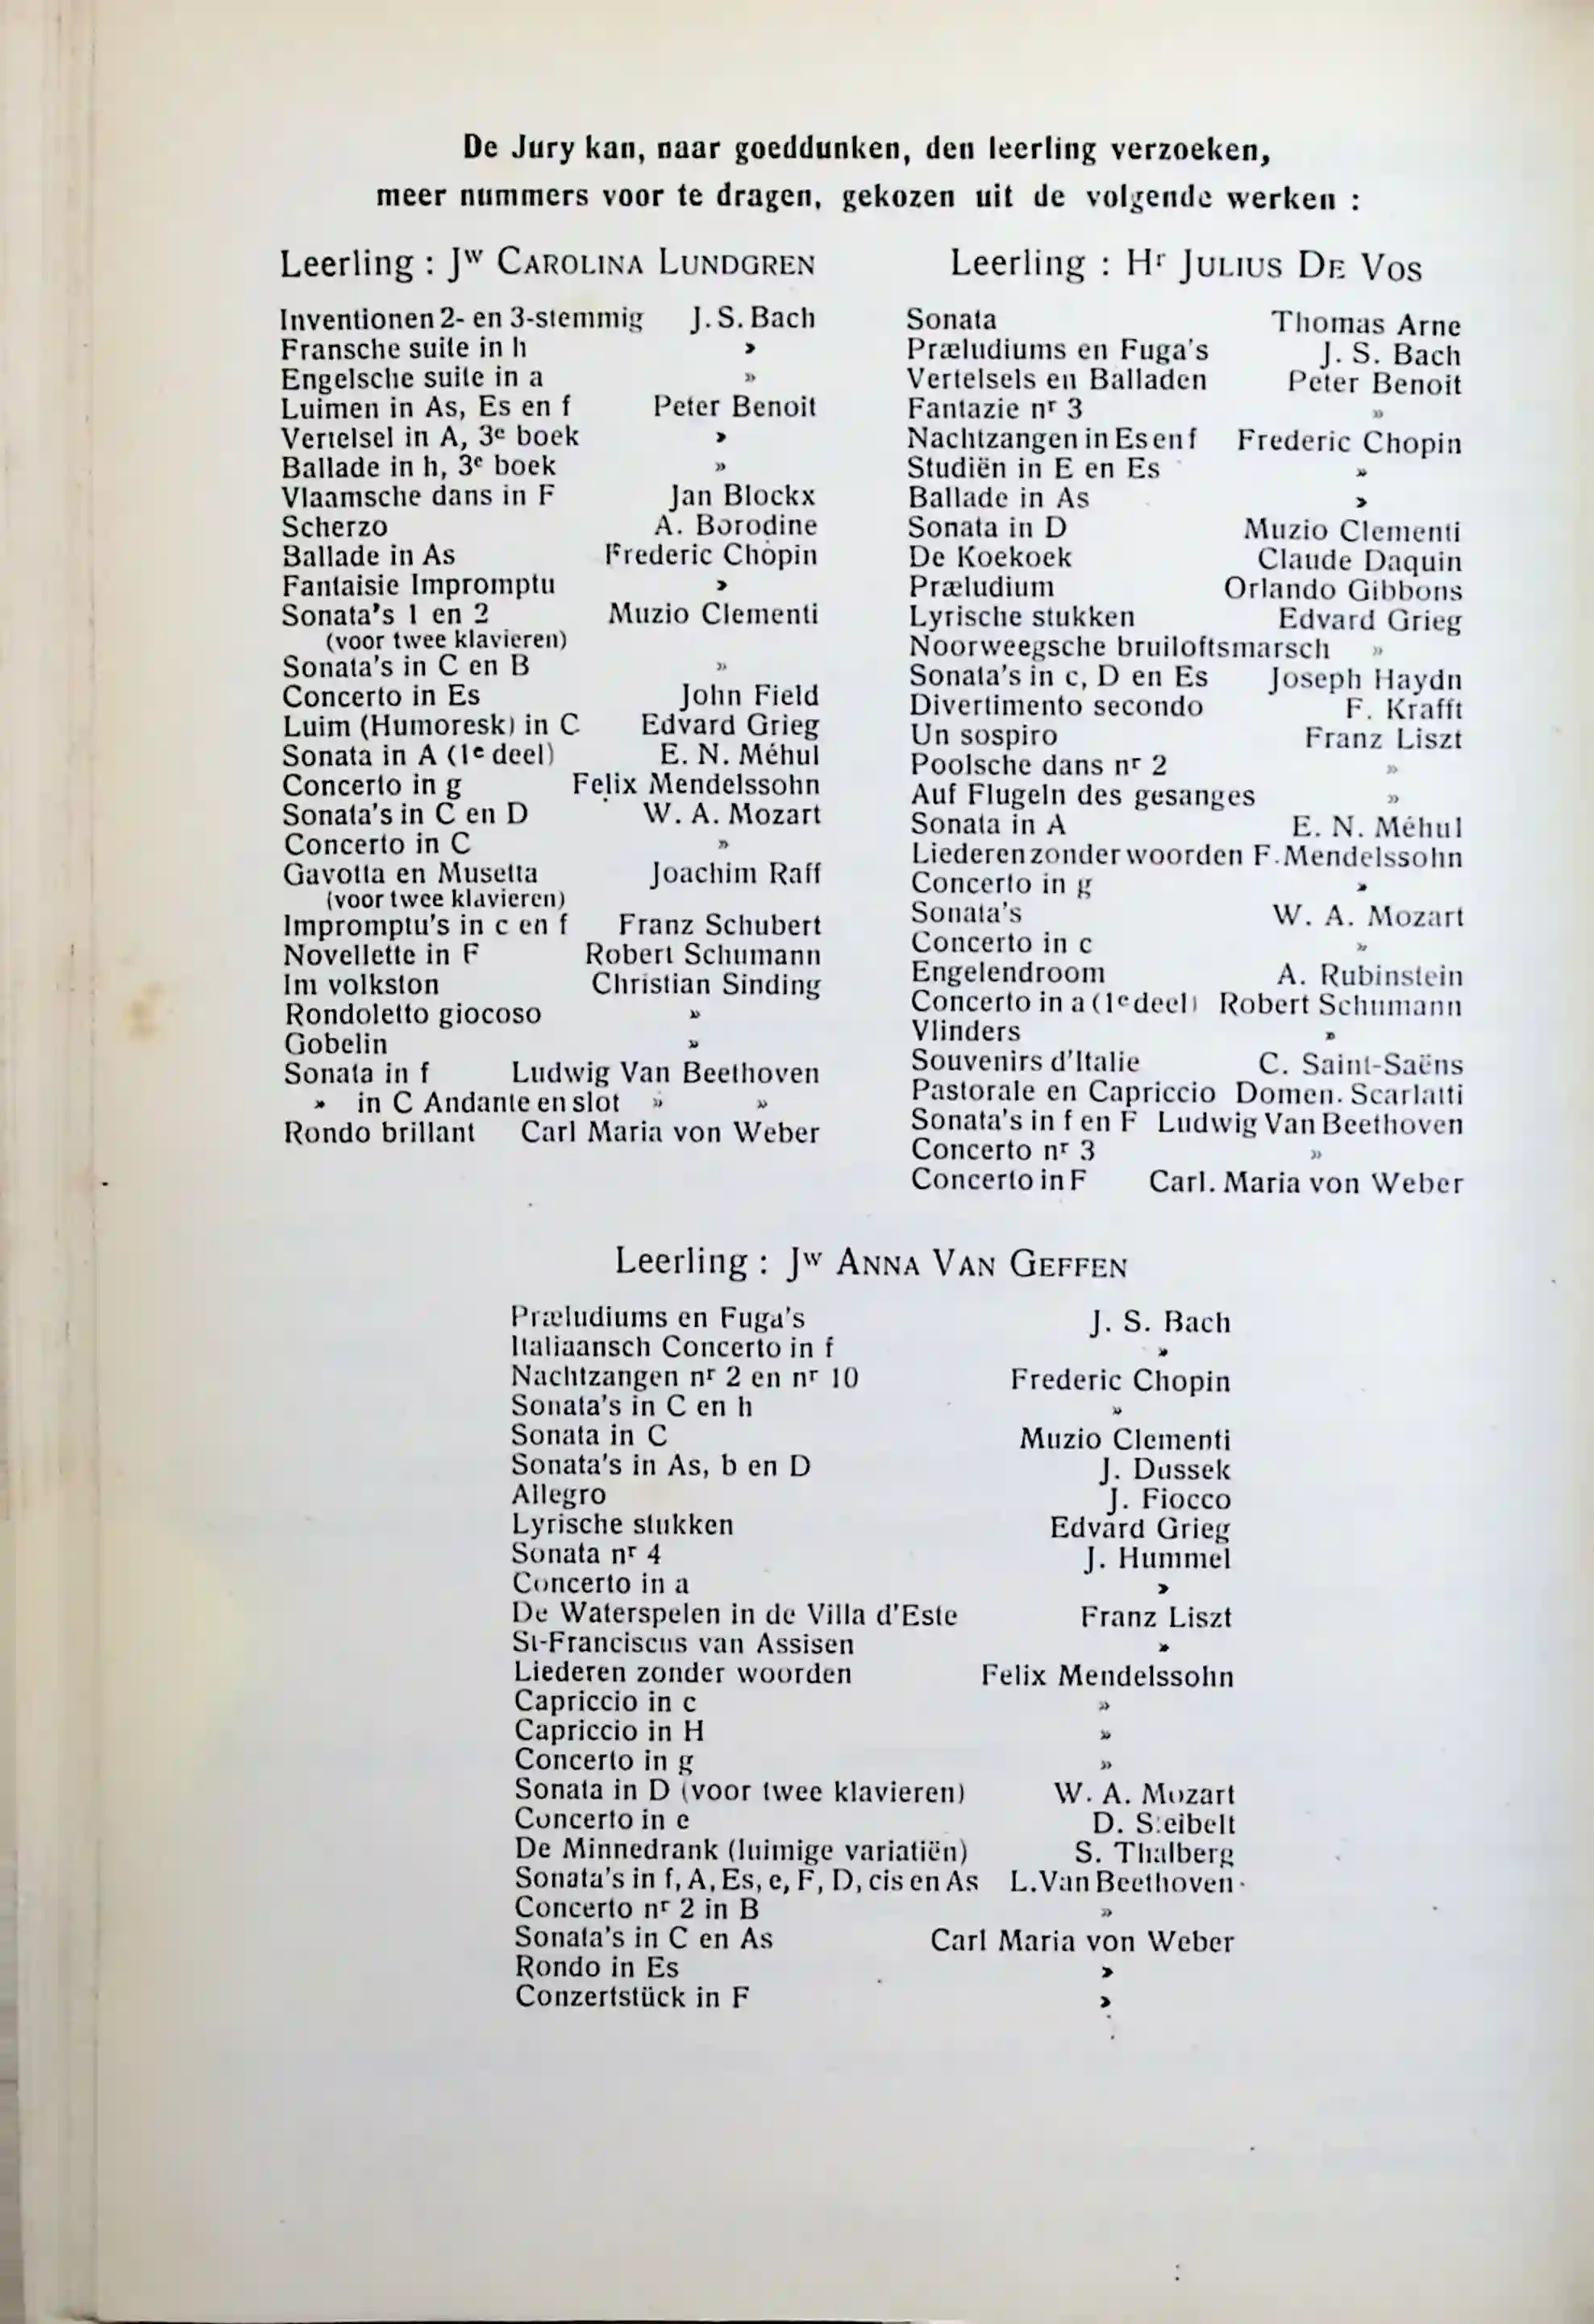 De Jury kan, naar goeddunken, den leerling verzoeken,
meer nummers voor te dragen, gekozen uit de volgende werken :
Leerling : Jw CAROLINA LUNDGREN
Inventionen 2- en 3-stemmig J. S. Bach
Fransche suite in h »
Engelsche suite in a »
Luimen in As, Es en f Peter Benoit
Vertelsel in A, 3e boek »
Ballade in h, 3e boek »
Vlaamsche dans in F Jan Blockx
Scherzo A. Borodine
Ballade in As Frederic Chopin
Fantaisie Impromptu »
Sonata's 1 en 2 Muzio Clementi
(voor twee klavieren)
Sonata's in C en B »
Concerto in Es John Field
Luim (Humoresk) in C Edvard Grieg
Sonata in A (1e deel) E. N. Méhul
Concerto in g Felix Mendelssohn
Sonata's in C en D W. A. Mozart
Concerto in C »
Gavotta en Musetta Joachim Raff
(voor twee klavieren)
Impromptu's in c en f Franz Schubert
Novellette in F Robert Schumann
Im volkston Christian Sinding
Rondoletto giocoso »
Gobelin »
Sonata in f Ludwig Van Beethoven
» in C Andante en slot » »
Rondo brillant Carl Maria von Weber
Leerling : Hr JULIUS DE VOS
Sonata Thomas Arne
Præludiums en Fuga's J. S. Bach
Vertelsels en Balladen Peter Benoit
Fantazie nr 3 »
Nachtzangen in Es en f Frederic Chopin
Studiën in E en Es »
Ballade in As »
Sonata in D Muzio Clementi
De Koekoek Claude Daquin
Præludium Orlando Gibbons
Lyrische stukken Edvard Grieg
Noorweegsche bruiloftsmarsch »
Sonata's in c, D en Es Joseph Haydn
Divertimento secondo F. Krafft
Un sospiro Franz Liszt
Poolsche dans nr 2 »
Auf Flugeln des gesanges »
Sonata in A E. N. Méhul
Liederen zonder woorden F. Mendelssohn
Concerto in g »
Sonata's W. A. Mozart
Concerto in c »
Engelendroom A. Rubinstein
Concerto in a (1e deel) Robert Schumann
Vlinders »
Souvenirs d'Italie C. Saint-Saëns
Pastorale en Capriccio Domen. Scarlatti
Sonata's in f en F Ludwig Van Beethoven
Concerto nr 3 »
Concerto in F Carl. Maria von Weber
Leerling : Jw ANNA VAN GEFFEN
Præludiums en Fuga's J. S. Bach
Italiaansch Concerto in f »
Nachtzangen nr 2 en nr 10 Frederic Chopin
Sonata's in C en h »
Sonata in C Muzio Clementi
Sonata's in As, b en D J. Dussek
Allegro J. Fiocco
Lyrische stukken Edvard Grieg
Sonata nr 4 J. Hummel
Concerto in a »
De Waterspelen in de Villa d'Este Franz Liszt
St-Franciscus van Assisen »
Liederen zonder woorden Felix Mendelssohn
Capriccio in c »
Capriccio in H »
Concerto in g »
Sonata in D (voor twee klavieren) W. A. Mozart
Concerto in e D. Steibelt
De Minnedrank (luimige variatiën) S. Thalberg
Sonata's in f, A, Es, e, F, D, cis en As L. Van Beethoven
Concerto nr 2 in B »
Sonata's in C en As Carl Maria von Weber
Rondo in Es »
Conzertstück in F »